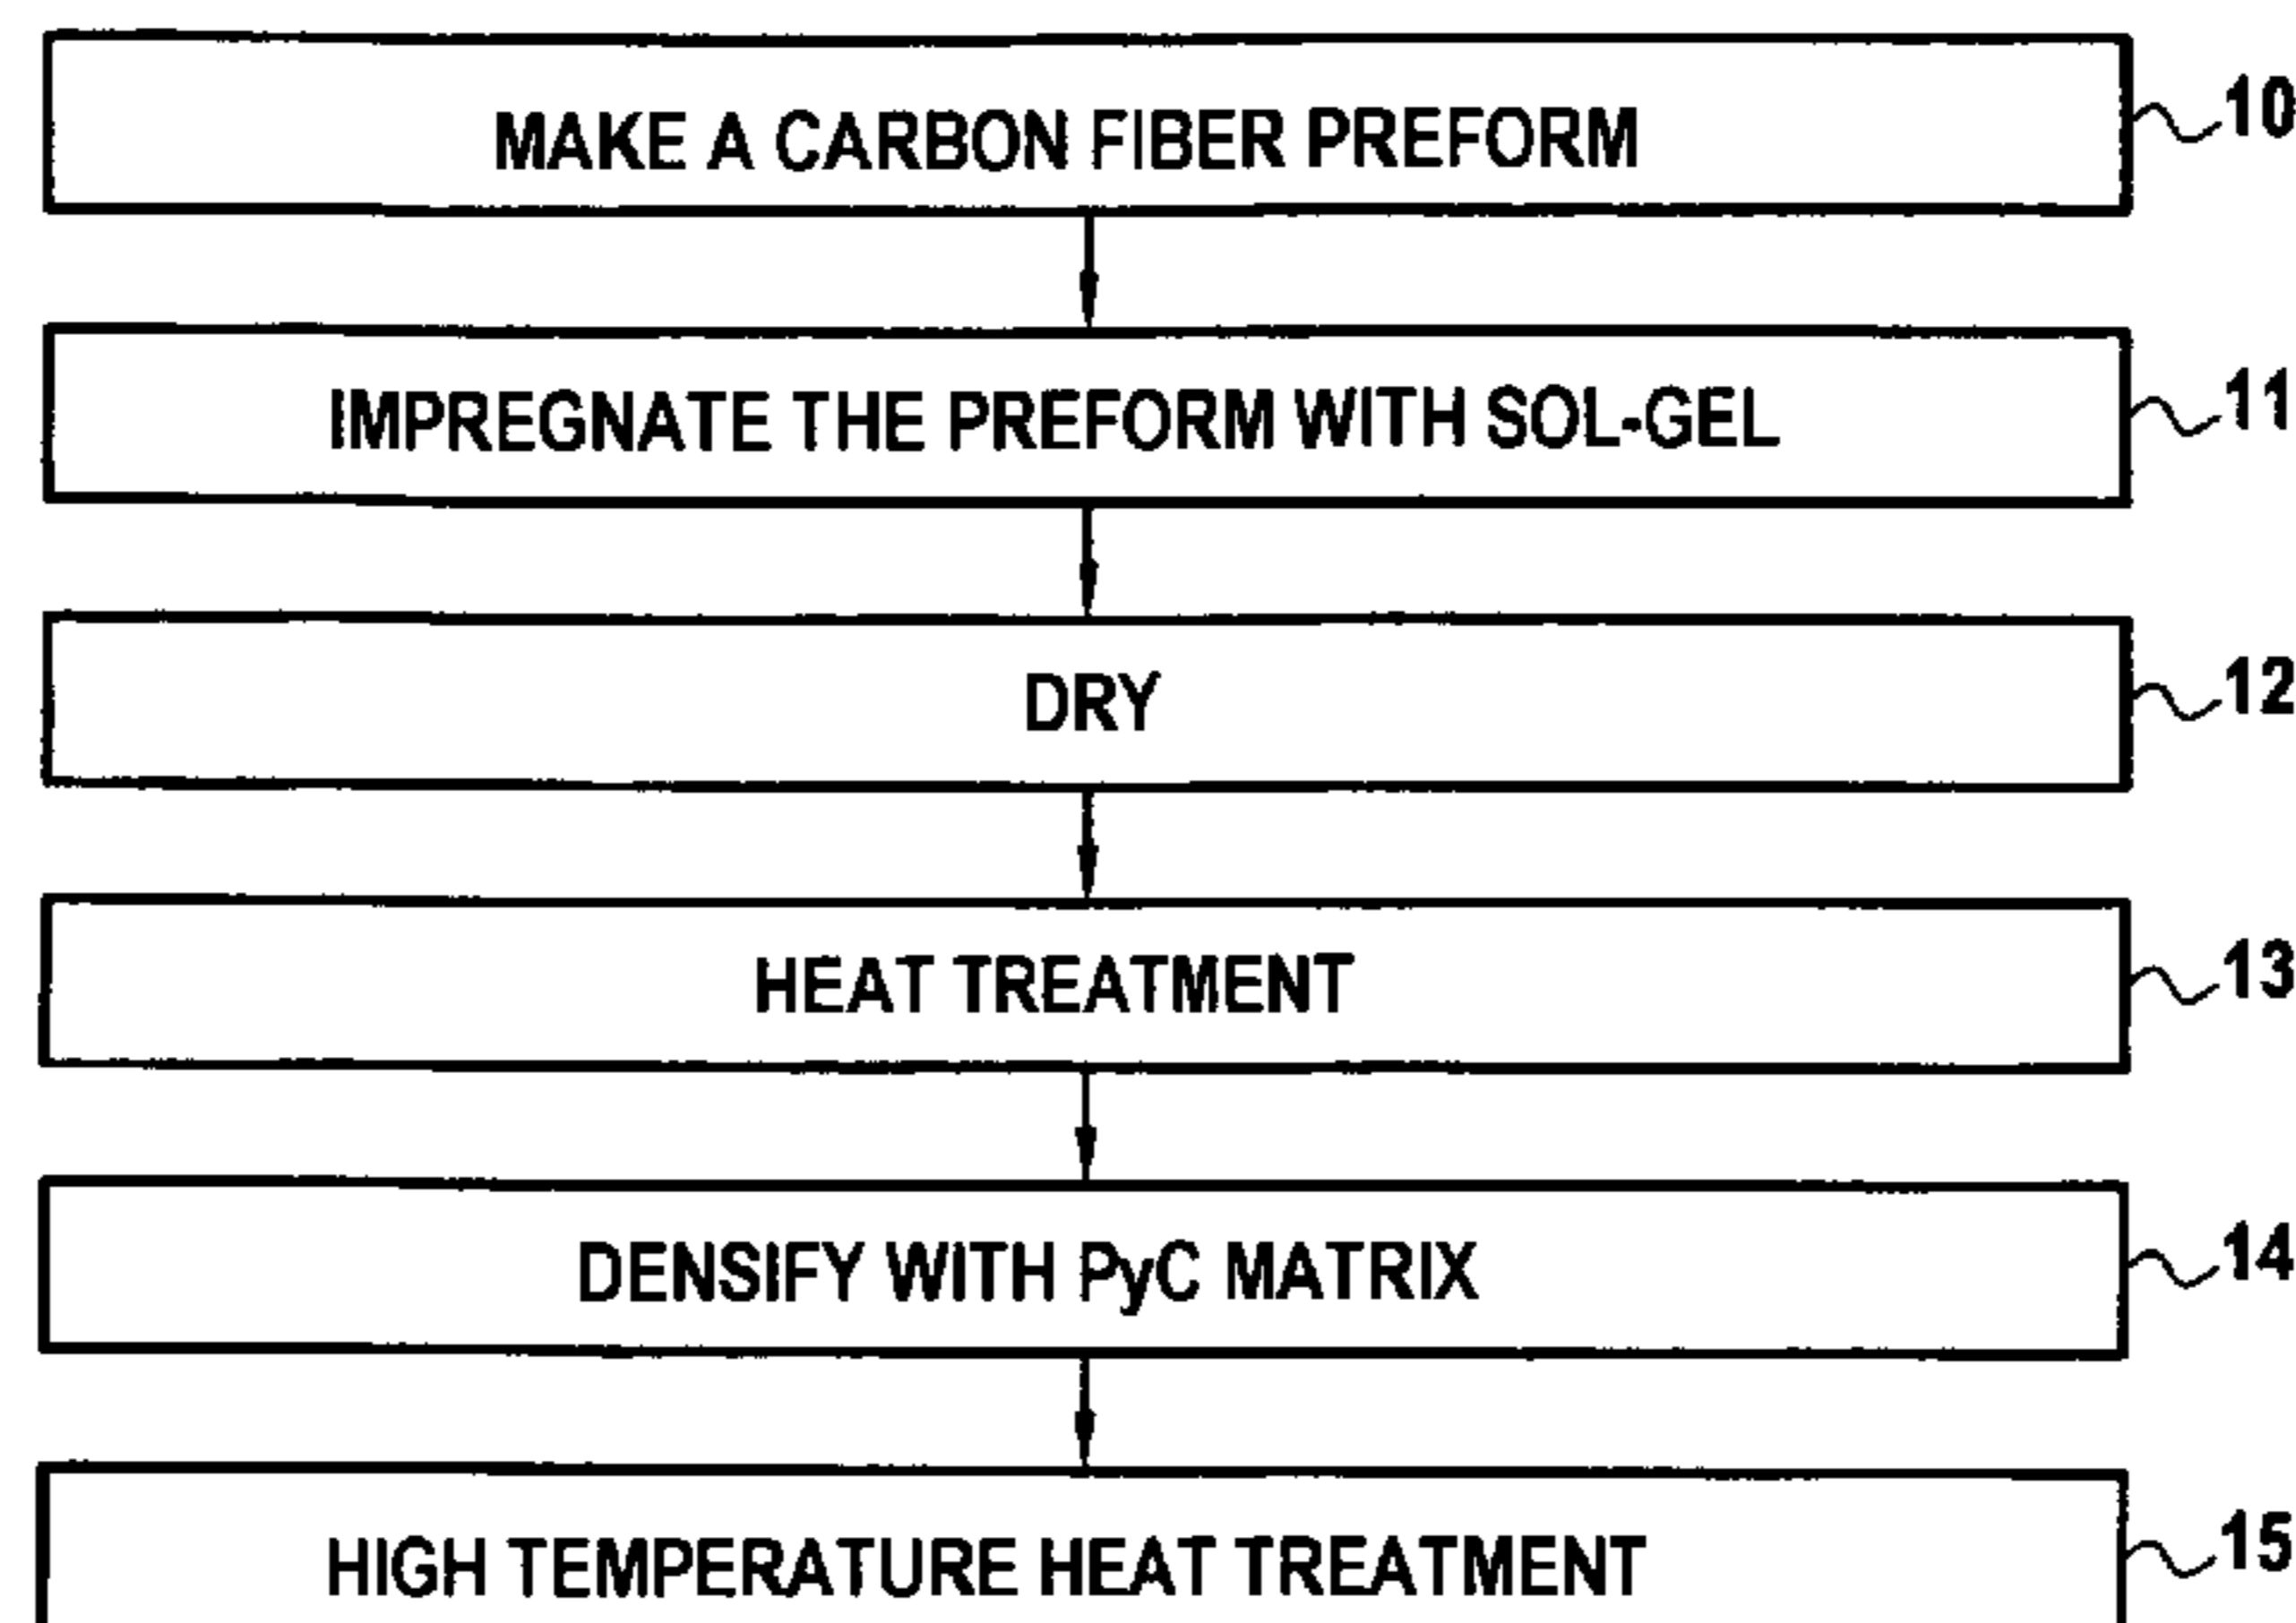 MAKE A CARBON FIBER PREFORM 10
IMPREGNATE THE PREFORM WITH SOL-GEL 11
DRY 12
HEAT TREATMENT 13
DENSIFY WITH PyC MATRIX 14
HIGH TEMPERATURE HEAT TREATMENT 15